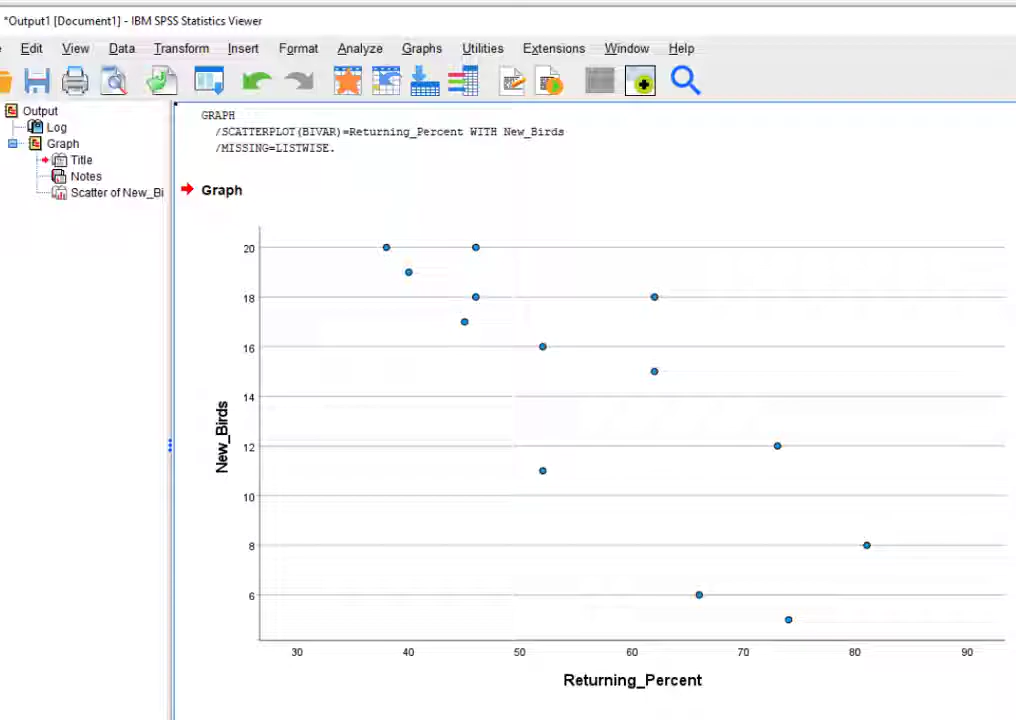 *Output1 [Document1] - IBM SPSS Statistics Viewer
Edit View Data Transform Insert Format Analyze Graphs Utilities Extensions Window Help
Output
Log
Graph
Title
Notes
Scatter of New_Bi
GRAPH
/SCATTERPLOT(BIVAR)=Returning_Percent WITH New_Birds
/MISSING=LISTWISE.
Graph
20
18
16
14
12
10
8
6
New_Birds
30 40 50 60 70 80 90
Returning_Percent